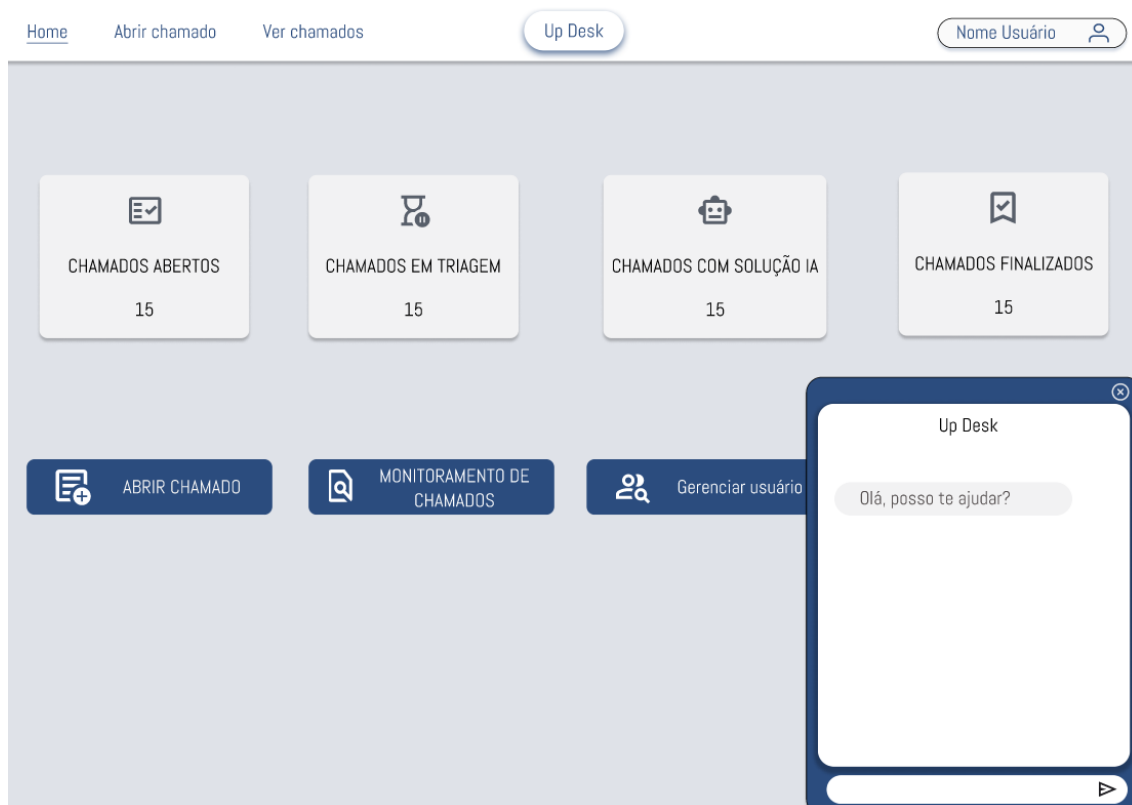 Home
Abrir chamado
Ver chamados
Up Desk
Nome Usuário
CHAMADOS ABERTOS
15
CHAMADOS EM TRIAGEM
15
CHAMADOS COM SOLUÇÃO IA
15
CHAMADOS FINALIZADOS
15
ABRIR CHAMADO
MONITORAMENTO DE
CHAMADOS
Gerenciar usuário
Up Desk
Olá, posso te ajudar?